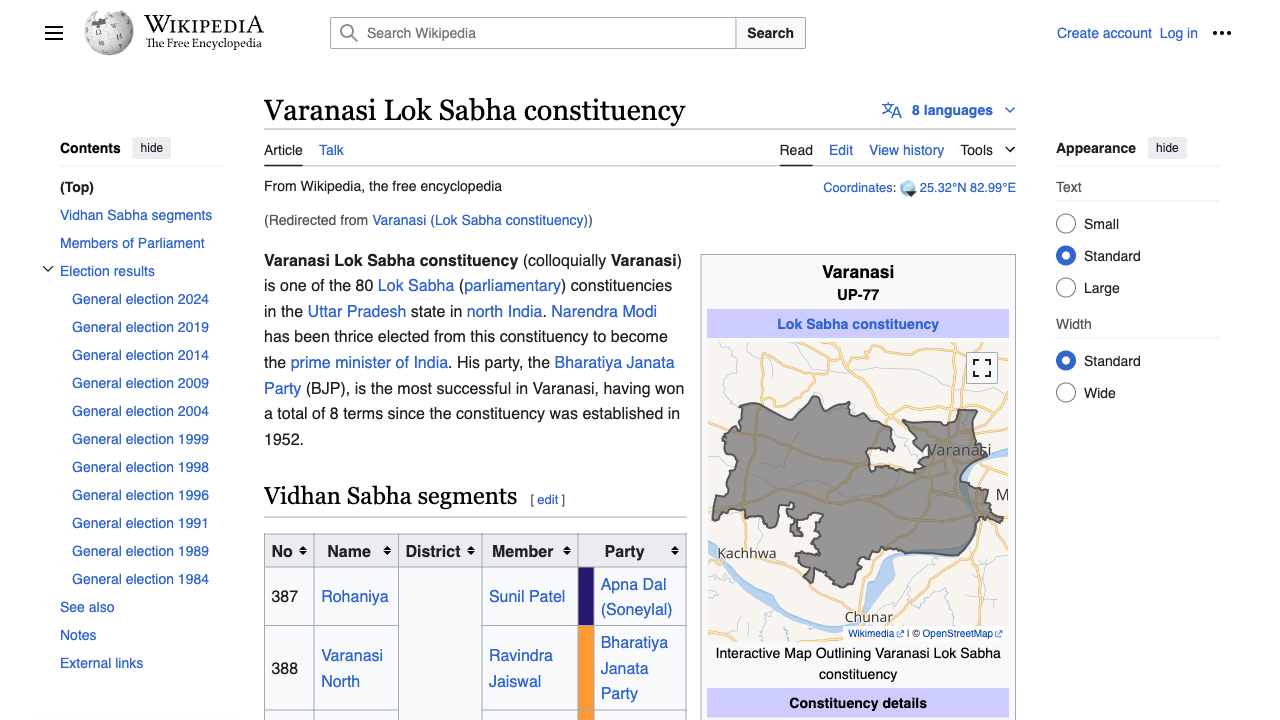 WIKIPEDIA
The Free Encyclopedia
Search Wikipedia
Search
Create account
Log in
Contents
hide
(Top)
Vidhan Sabha segments
Members of Parliament
Election results
General election 2024
General election 2019
General election 2014
General election 2009
General election 2004
General election 1999
General election 1998
General election 1996
General election 1991
General election 1989
General election 1984
See also
Notes
External links
Varanasi Lok Sabha constituency
8 languages
Article
Talk
Read
Edit
View history
Tools
From Wikipedia, the free encyclopedia
Coordinates: 25.32°N 82.99°E
(Redirected from Varanasi (Lok Sabha constituency))
Varanasi Lok Sabha constituency (colloquially Varanasi)
is one of the 80 Lok Sabha (parliamentary) constituencies
in the Uttar Pradesh state in north India. Narendra Modi
has been thrice elected from this constituency to become
the prime minister of India. His party, the Bharatiya Janata
Party (BJP), is the most successful in Varanasi, having won
a total of 8 terms since the constituency was established in
1952.
Vidhan Sabha segments [ edit ]
No
Name
District
Member
Party
387
Rohaniya
Sunil Patel
Apna Dal
(Soneylal)
388
Varanasi
North
Ravindra
Jaiswal
Bharatiya
Janata
Party
Varanasi
UP-77
Lok Sabha constituency
Varanasi
M
Kachhwa
Chunar
Wikimedia | © OpenStreetMap
Interactive Map Outlining Varanasi Lok Sabha
constituency
Constituency details
Appearance
hide
Text
Small
Standard
Large
Width
Standard
Wide